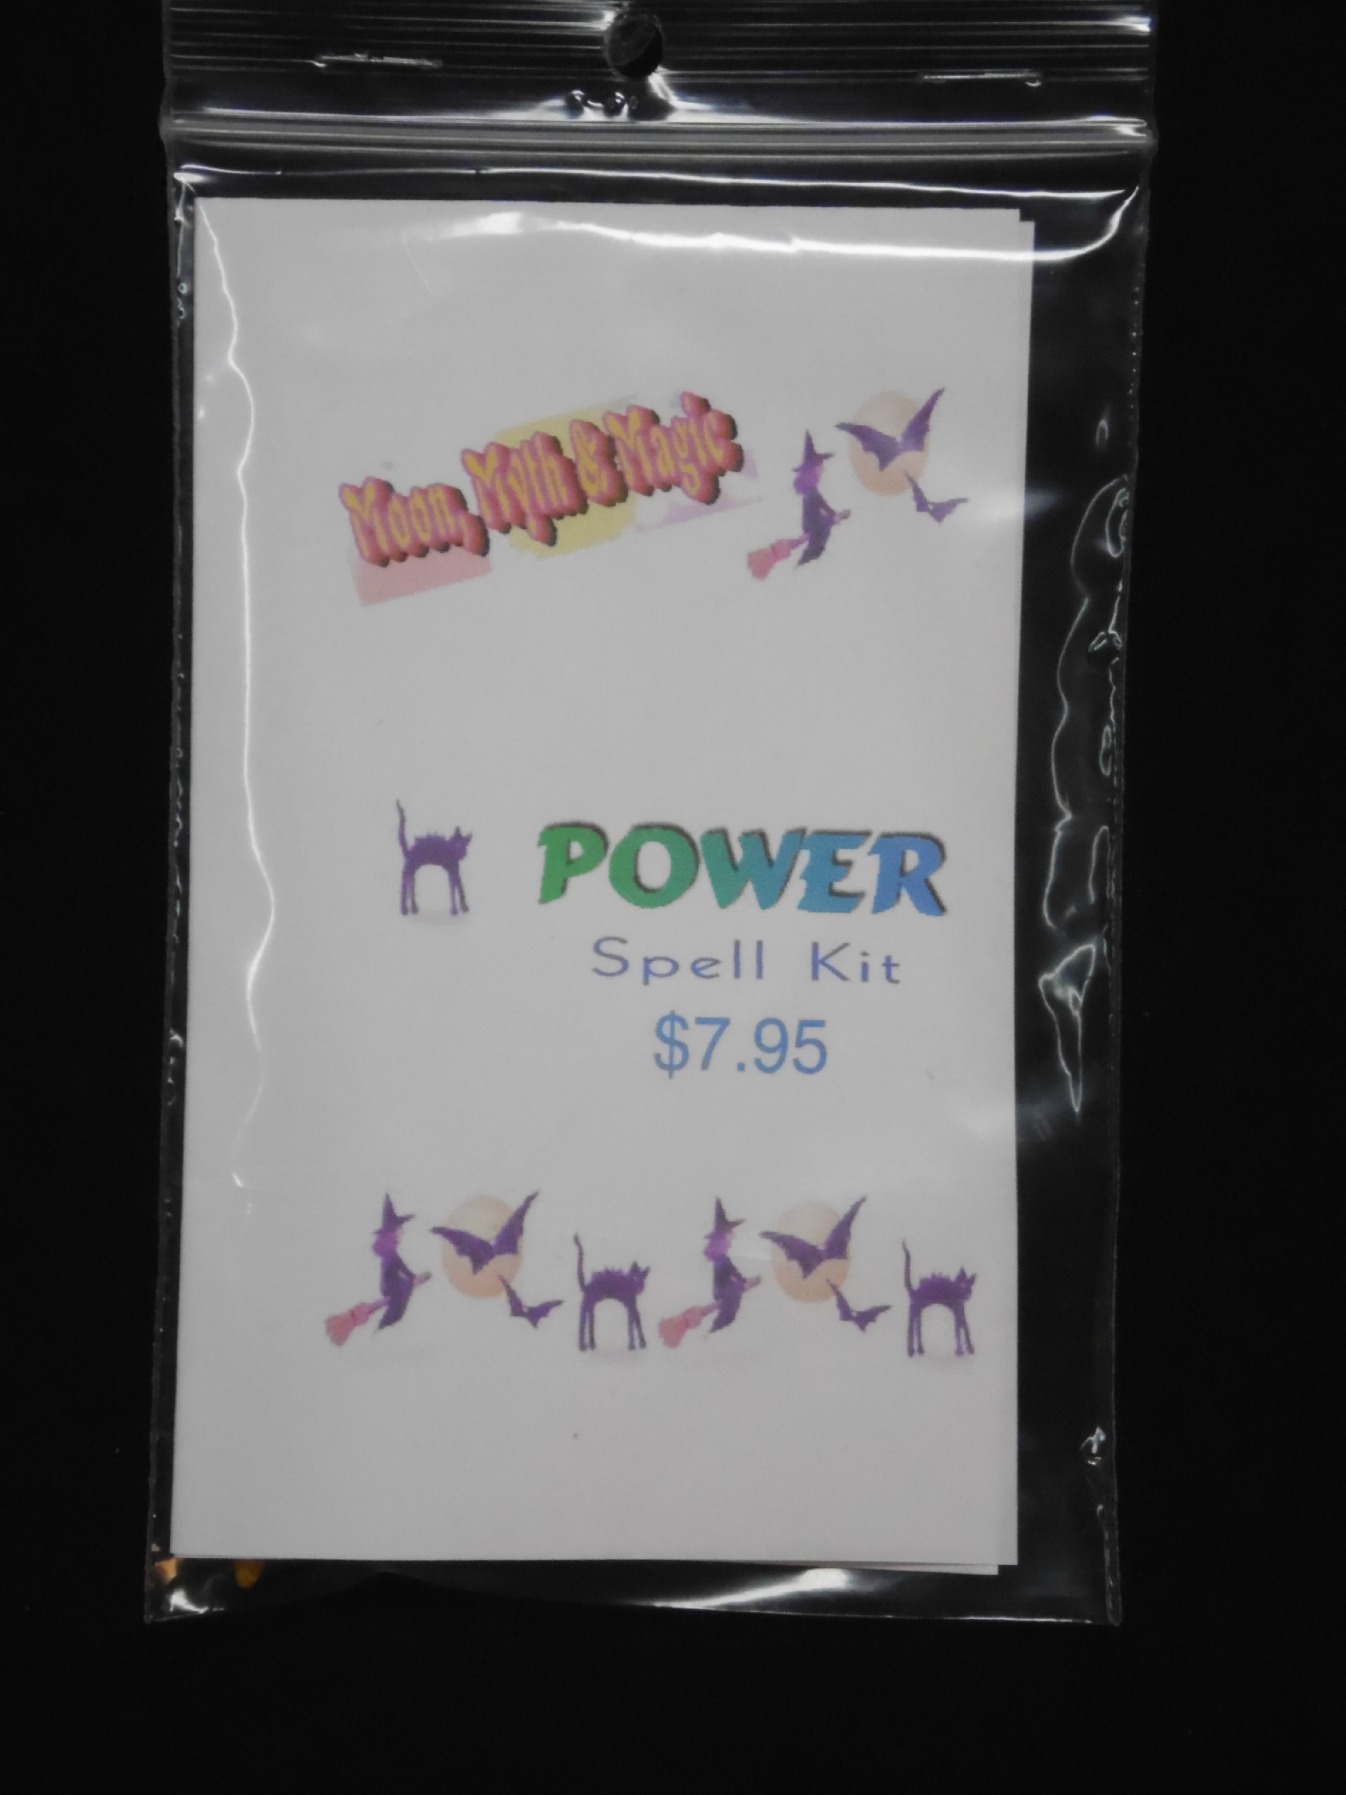 Moon, Myth & Magic
POWER
Spell Kit
$7.95